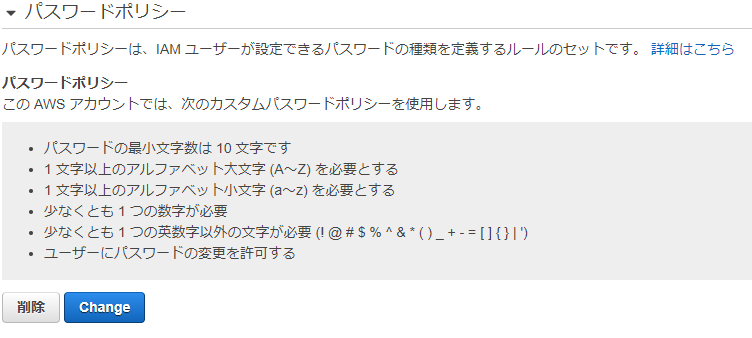 パスワードポリシー
パスワードポリシーは、IAM ユーザーが設定できるパスワードの種類を定義するルールのセットです。 詳細はこちら
パスワードポリシー
この AWS アカウントでは、次のカスタムパスワードポリシーを使用します。
• パスワードの最小文字数は 10 文字です
• 1 文字以上のアルファベット大文字 (A～Z) を必要とする
• 1 文字以上のアルファベット小文字 (a～z) を必要とする
• 少なくとも 1 つの数字が必要
• 少なくとも 1 つの英数字以外の文字が必要 (! @ # $ % ^ & * ( ) _ + - = [ ] { } | ')
• ユーザーにパスワードの変更を許可する
削除 Change